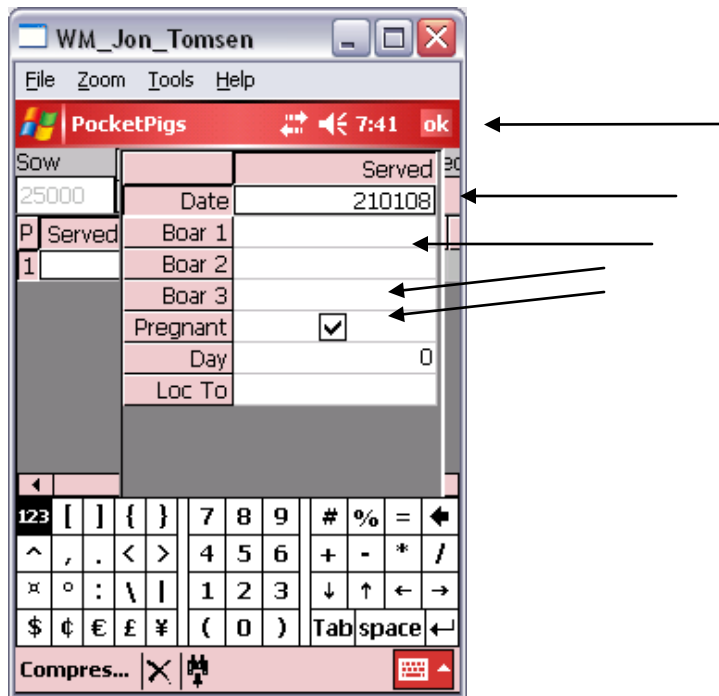 WM_Jon_Tomsen
File Zoom Tools Help
PocketPigs 7:41 ok
Sow Served
25000 Date 210108
P Served Boar 1
1 Boar 2
Boar 3
Pregnant
Day 0
Loc To
123 [ ] { } 7 8 9 # % = 🡄
^ , . < > 4 5 6 + - * /
¤ º : \ | 1 2 3 ↓ ↑ ← →
$ ¢ € £ ¥ ( 0 ) Tab space ↵
Compres...